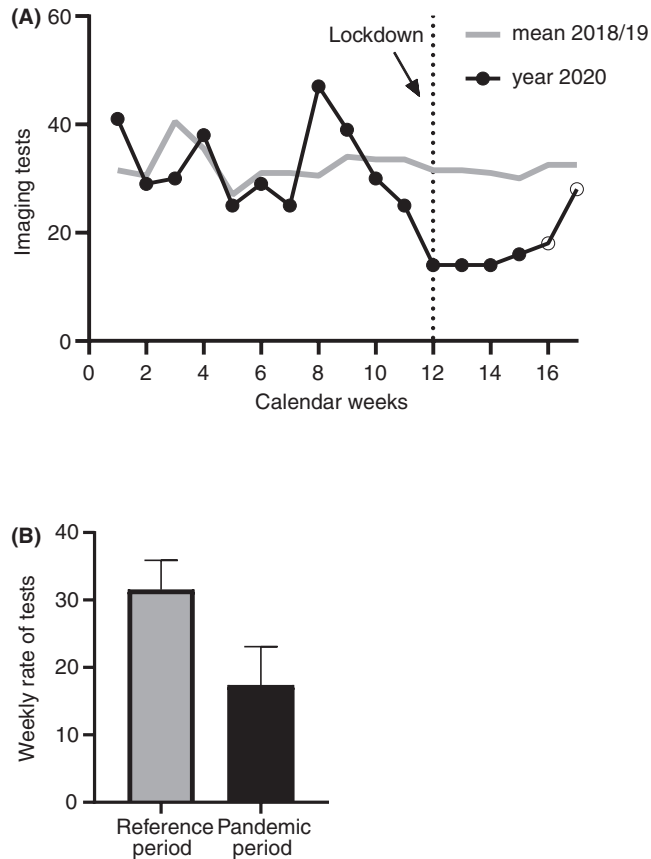 (A)
60
40
20
0
Imaging tests
Lockdown
mean 2018/19
year 2020
0 2 4 6 8 10 12 14 16
Calendar weeks
(B)
40
30
20
10
0
Weekly rate of tests
Reference Pandemic
period period